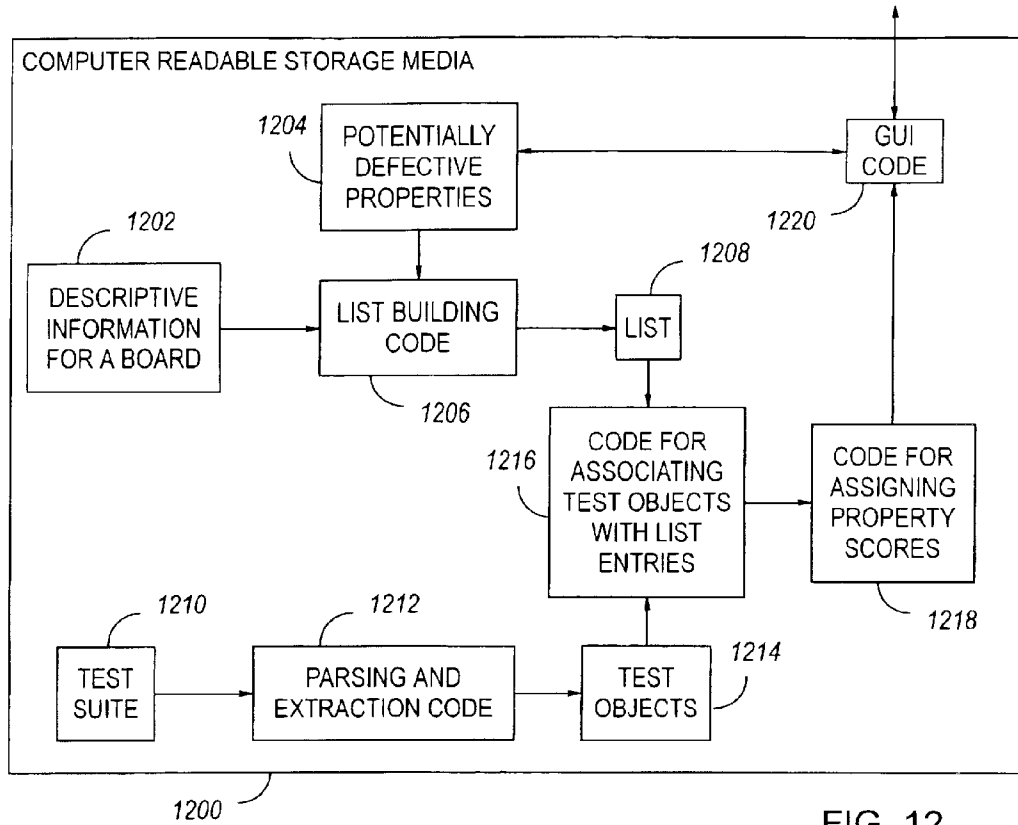 COMPUTER READABLE STORAGE MEDIA
1204
POTENTIALLY
DEFECTIVE
PROPERTIES
GUI
CODE
1220
1202
DESCRIPTIVE
INFORMATION
FOR A BOARD
LIST BUILDING
CODE
1206
1208
LIST
1216
CODE FOR
ASSOCIATING
TEST OBJECTS
WITH LIST
ENTRIES
CODE FOR
ASSIGNING
PROPERTY
SCORES
1218
1210
TEST
SUITE
1212
PARSING AND
EXTRACTION CODE
TEST
OBJECTS
1214
1200
FIG. 12